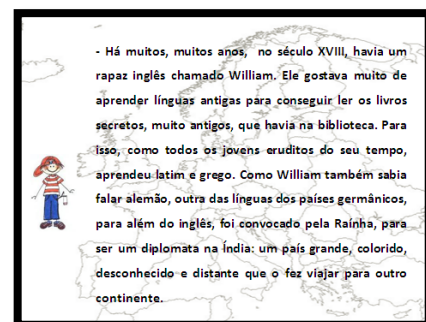 - Há muitos, muitos anos, no século XVIII, havia um
rapaz inglês chamado William. Ele gostava muito de
aprender línguas antigas para conseguir ler os livros
secretos, muito antigos, que havia na biblioteca. Para
isso, como todos os jovens eruditos do seu tempo,
aprendeu latim e grego. Como William também sabia
falar alemão, outra das línguas dos países germânicos,
para além do inglês, foi convocado pela Raínha, para
ser um diplomata na Índia: um país grande, colorido,
desconhecido e distante que o fez viajar para outro
continente.